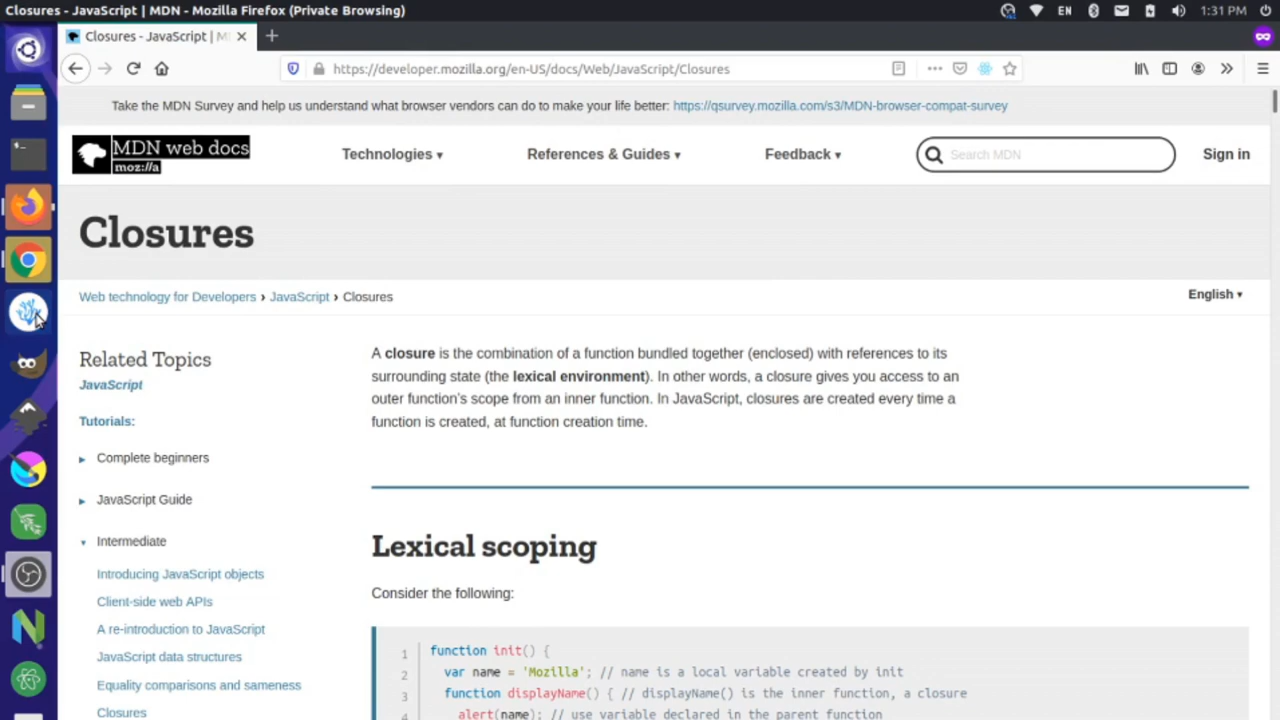 Closures - JavaScript | MDN - Mozilla Firefox (Private Browsing)
EN
1:31 PM
Closures - JavaScript | M
https://developer.mozilla.org/en-US/docs/Web/JavaScript/Closures
Take the MDN Survey and help us understand what browser vendors can do to make your life better: https://qsurvey.mozilla.com/s3/MDN-browser-compat-survey
MDN web docs
moz://a
Technologies ▾
References & Guides ▾
Feedback ▾
Search MDN
Sign in
Closures
Web technology for Developers › JavaScript › Closures
English ▾
Related Topics
JavaScript
Tutorials:
Complete beginners
JavaScript Guide
Intermediate
Introducing JavaScript objects
Client-side web APIs
A re-introduction to JavaScript
JavaScript data structures
Equality comparisons and sameness
Closures
A closure is the combination of a function bundled together (enclosed) with references to its
surrounding state (the lexical environment). In other words, a closure gives you access to an
outer function's scope from an inner function. In JavaScript, closures are created every time a
function is created, at function creation time.
Lexical scoping
Consider the following:
1 function init() {
2 var name = 'Mozilla'; // name is a local variable created by init
3 function displayName() { // displayName() is the inner function, a closure
4 alert(name); // use variable declared in the parent function